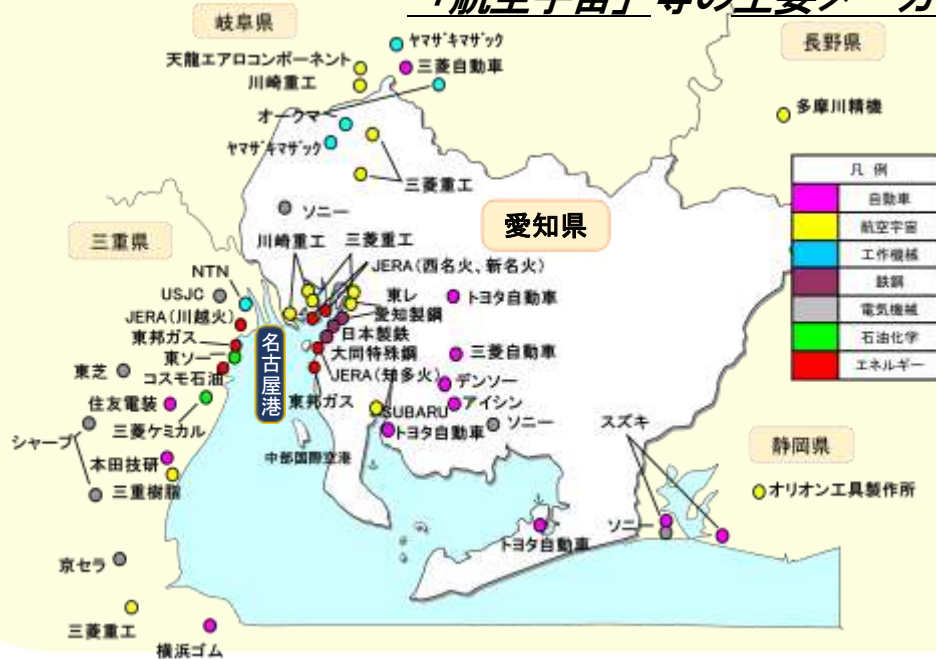 「航空宇宙」等の主要メーカ
岐阜県
ﾔﾏｻﾞｷﾏｻﾞｯｸ
長野県
天龍エアロコンポーネント
三菱自動車
川崎重工
多摩川精機
オークマ
ﾔﾏｻﾞｷﾏｻﾞｯｸ
凡 例
三菱重工
自動車
ソニー
航空宇宙
愛知県
三重県
川崎重工
三菱重工
工作機械
JERA(西名火、新名火)
NTN
鉄鋼
USJC
東レ
トヨタ自動車
電気機械
JERA(川越火)
愛知製鋼
石油化学
東邦ガス
日本製鉄
名古屋港
東ソー
大同特殊鋼
三菱自動車
エネルギー
東芝
コスモ石油
JERA(知多火)
デンソー
住友電装
東邦ガス
アイシン
SUBARU
三菱ケミカル
トヨタ自動車
ソニー
スズキ
シャープ
中部国際空港
静岡県
本田技研
三重樹脂
オリオン工具製作所
ソニー
トヨタ自動車
京セラ
三菱重工
横浜ゴム